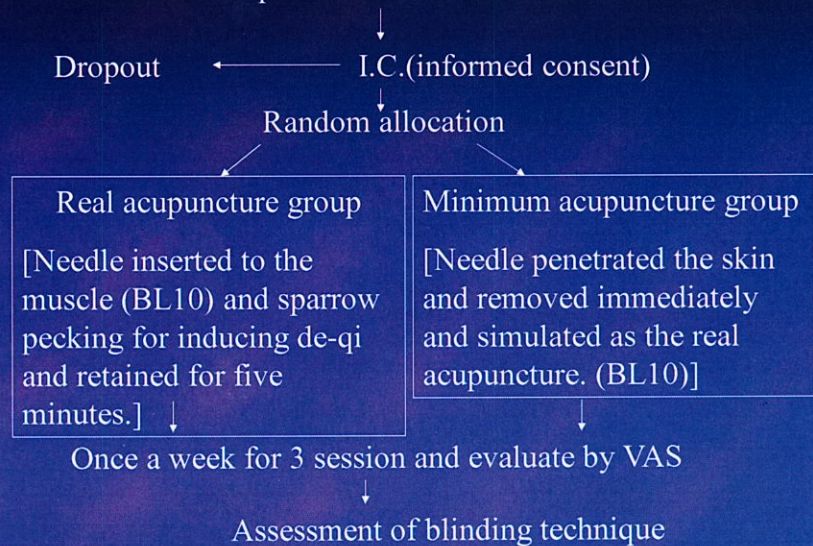 Dropout
I.C.(informed consent)
Random allocation
Real acupuncture group
[Needle inserted to the
muscle (BL10) and sparrow
pecking for inducing de-qi
and retained for five
minutes.]
Minimum acupuncture group
[Needle penetrated the skin
and removed immediately
and simulated as the real
acupuncture. (BL10)]
Once a week for 3 session and evaluate by VAS
Assessment of blinding technique